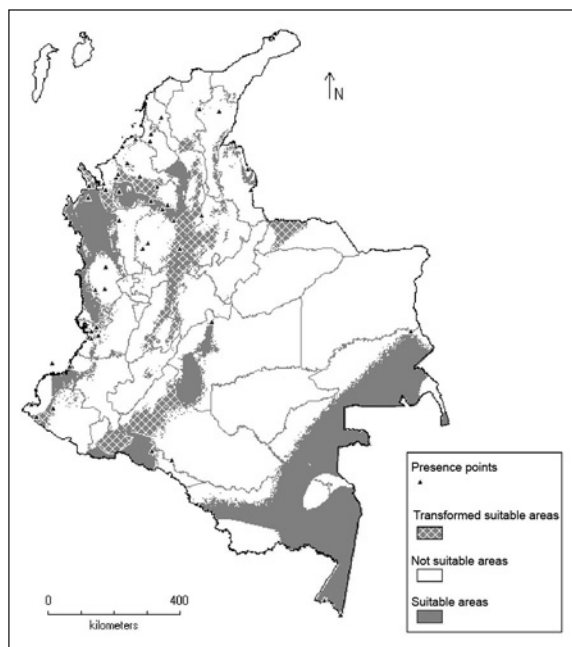 N
Presence points
Transformed suitable areas
Not suitable areas
Suitable areas
0 400
kilometers